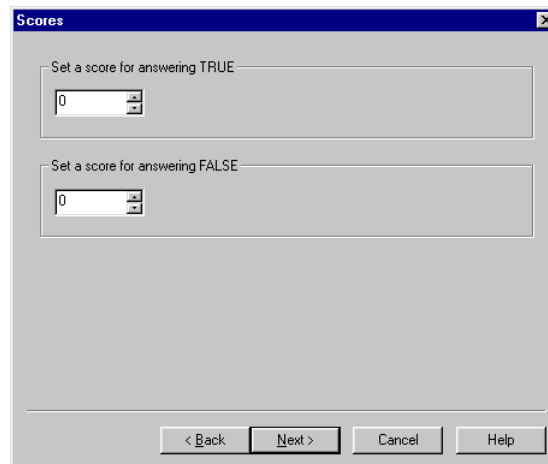 Scores
Set a score for answering TRUE
0
Set a score for answering FALSE
0
< Back Next > Cancel Help